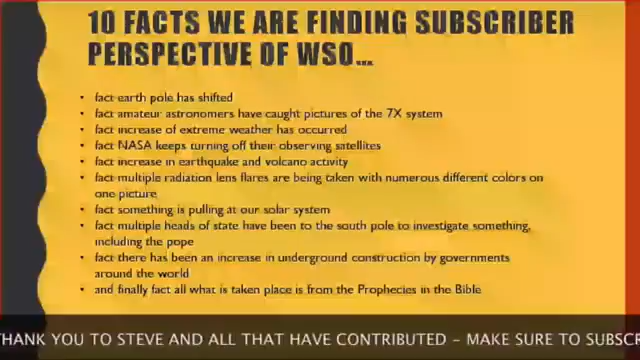 10 FACTS WE ARE FINDING SUBSCRIBER
PERSPECTIVE OF WSO...
• fact earth pole has shifted
• fact amateur astronomers have caught pictures of the 7X system
• fact increase of extreme weather has occurred
• fact NASA keeps turning off their observing satellites
• fact increase in earthquake and volcano activity
• fact multiple radiation lens flares are being taken with numerous different colors on
one picture
• fact something is pulling at our solar system
• fact multiple heads of state have been to the south pole to investigate something,
including the pope
• fact there has been an increase in underground construction by governments
around the world
• and finally fact all what is taken place is from the Prophecies in the Bible
THANK YOU TO STEVE AND ALL THAT HAVE CONTRIBUTED – MAKE SURE TO SUBSCR